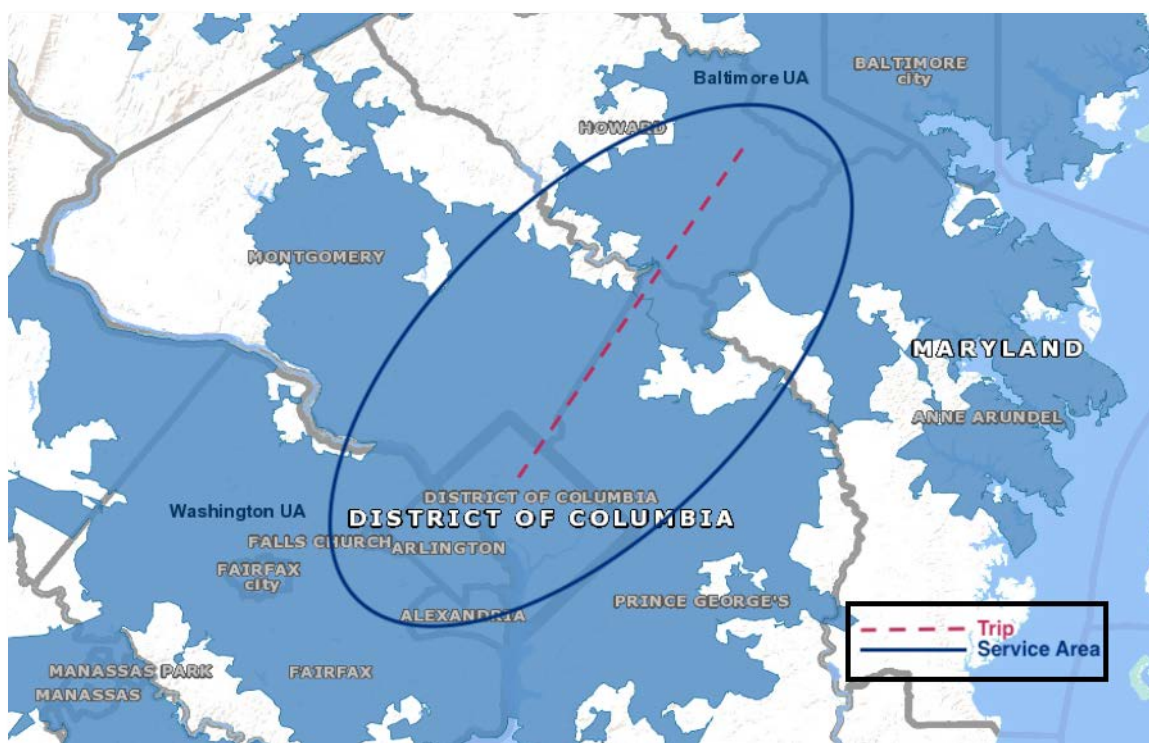 BALTIMORE
city
Baltimore UA
HOWARD
MONTGOMERY
MARYLAND
ANNE ARUNDEL
DISTRICT OF COLUMBIA
Washington UA
DISTRICT OF COLUMBIA
FALLS CHURCH
ARLINGTON
FAIRFAX
city
ALEXANDRIA
PRINCE GEORGE'S
Trip
Service Area
MANASSAS PARK
FAIRFAX
MANASSAS